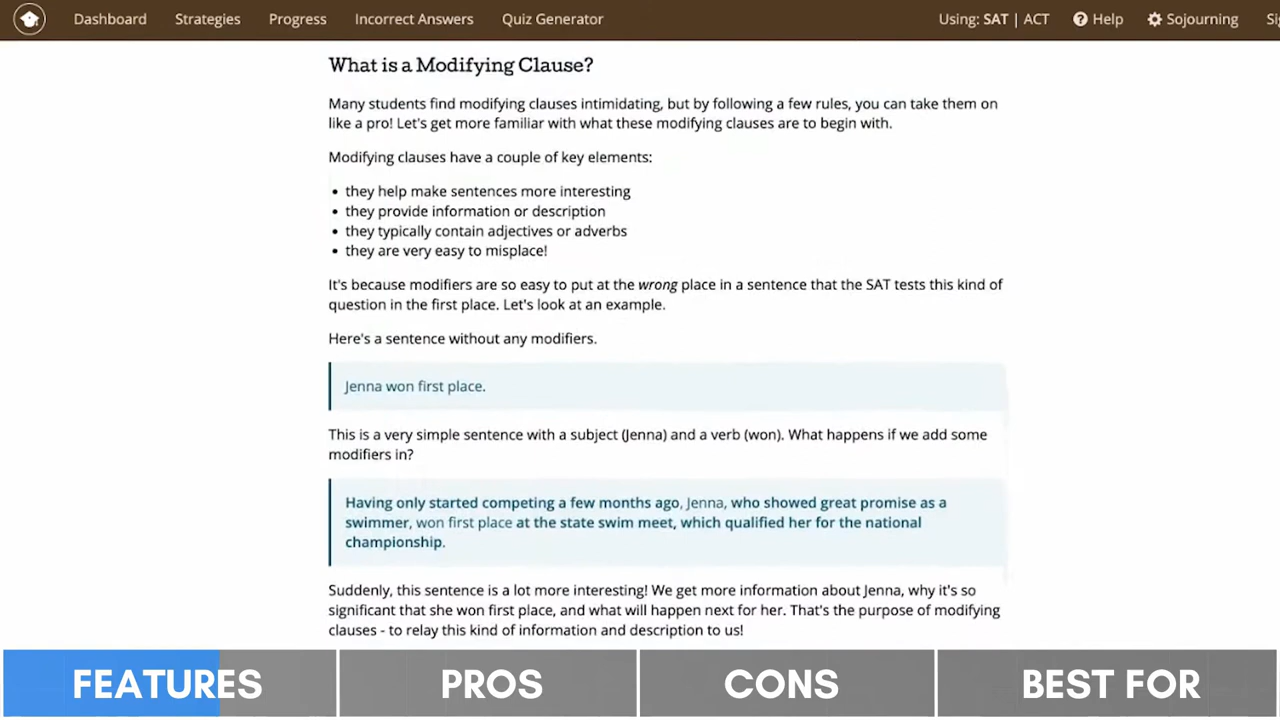 Dashboard Strategies Progress Incorrect Answers Quiz Generator Using: SAT | ACT Help Sojourning
What is a Modifying Clause?
Many students find modifying clauses intimidating, but by following a few rules, you can take them on
like a pro! Let's get more familiar with what these modifying clauses are to begin with.
Modifying clauses have a couple of key elements:
• they help make sentences more interesting
• they provide information or description
• they typically contain adjectives or adverbs
• they are very easy to misplace!
It's because modifiers are so easy to put at the wrong place in a sentence that the SAT tests this kind of
question in the first place. Let's look at an example.
Here's a sentence without any modifiers.
Jenna won first place.
This is a very simple sentence with a subject (Jenna) and a verb (won). What happens if we add some
modifiers in?
Having only started competing a few months ago, Jenna, who showed great promise as a
swimmer, won first place at the state swim meet, which qualified her for the national
championship.
Suddenly, this sentence is a lot more interesting! We get more information about Jenna, why it's so
significant that she won first place, and what will happen next for her. That's the purpose of modifying
clauses - to relay this kind of information and description to us!
FEATURES PROS CONS BEST FOR